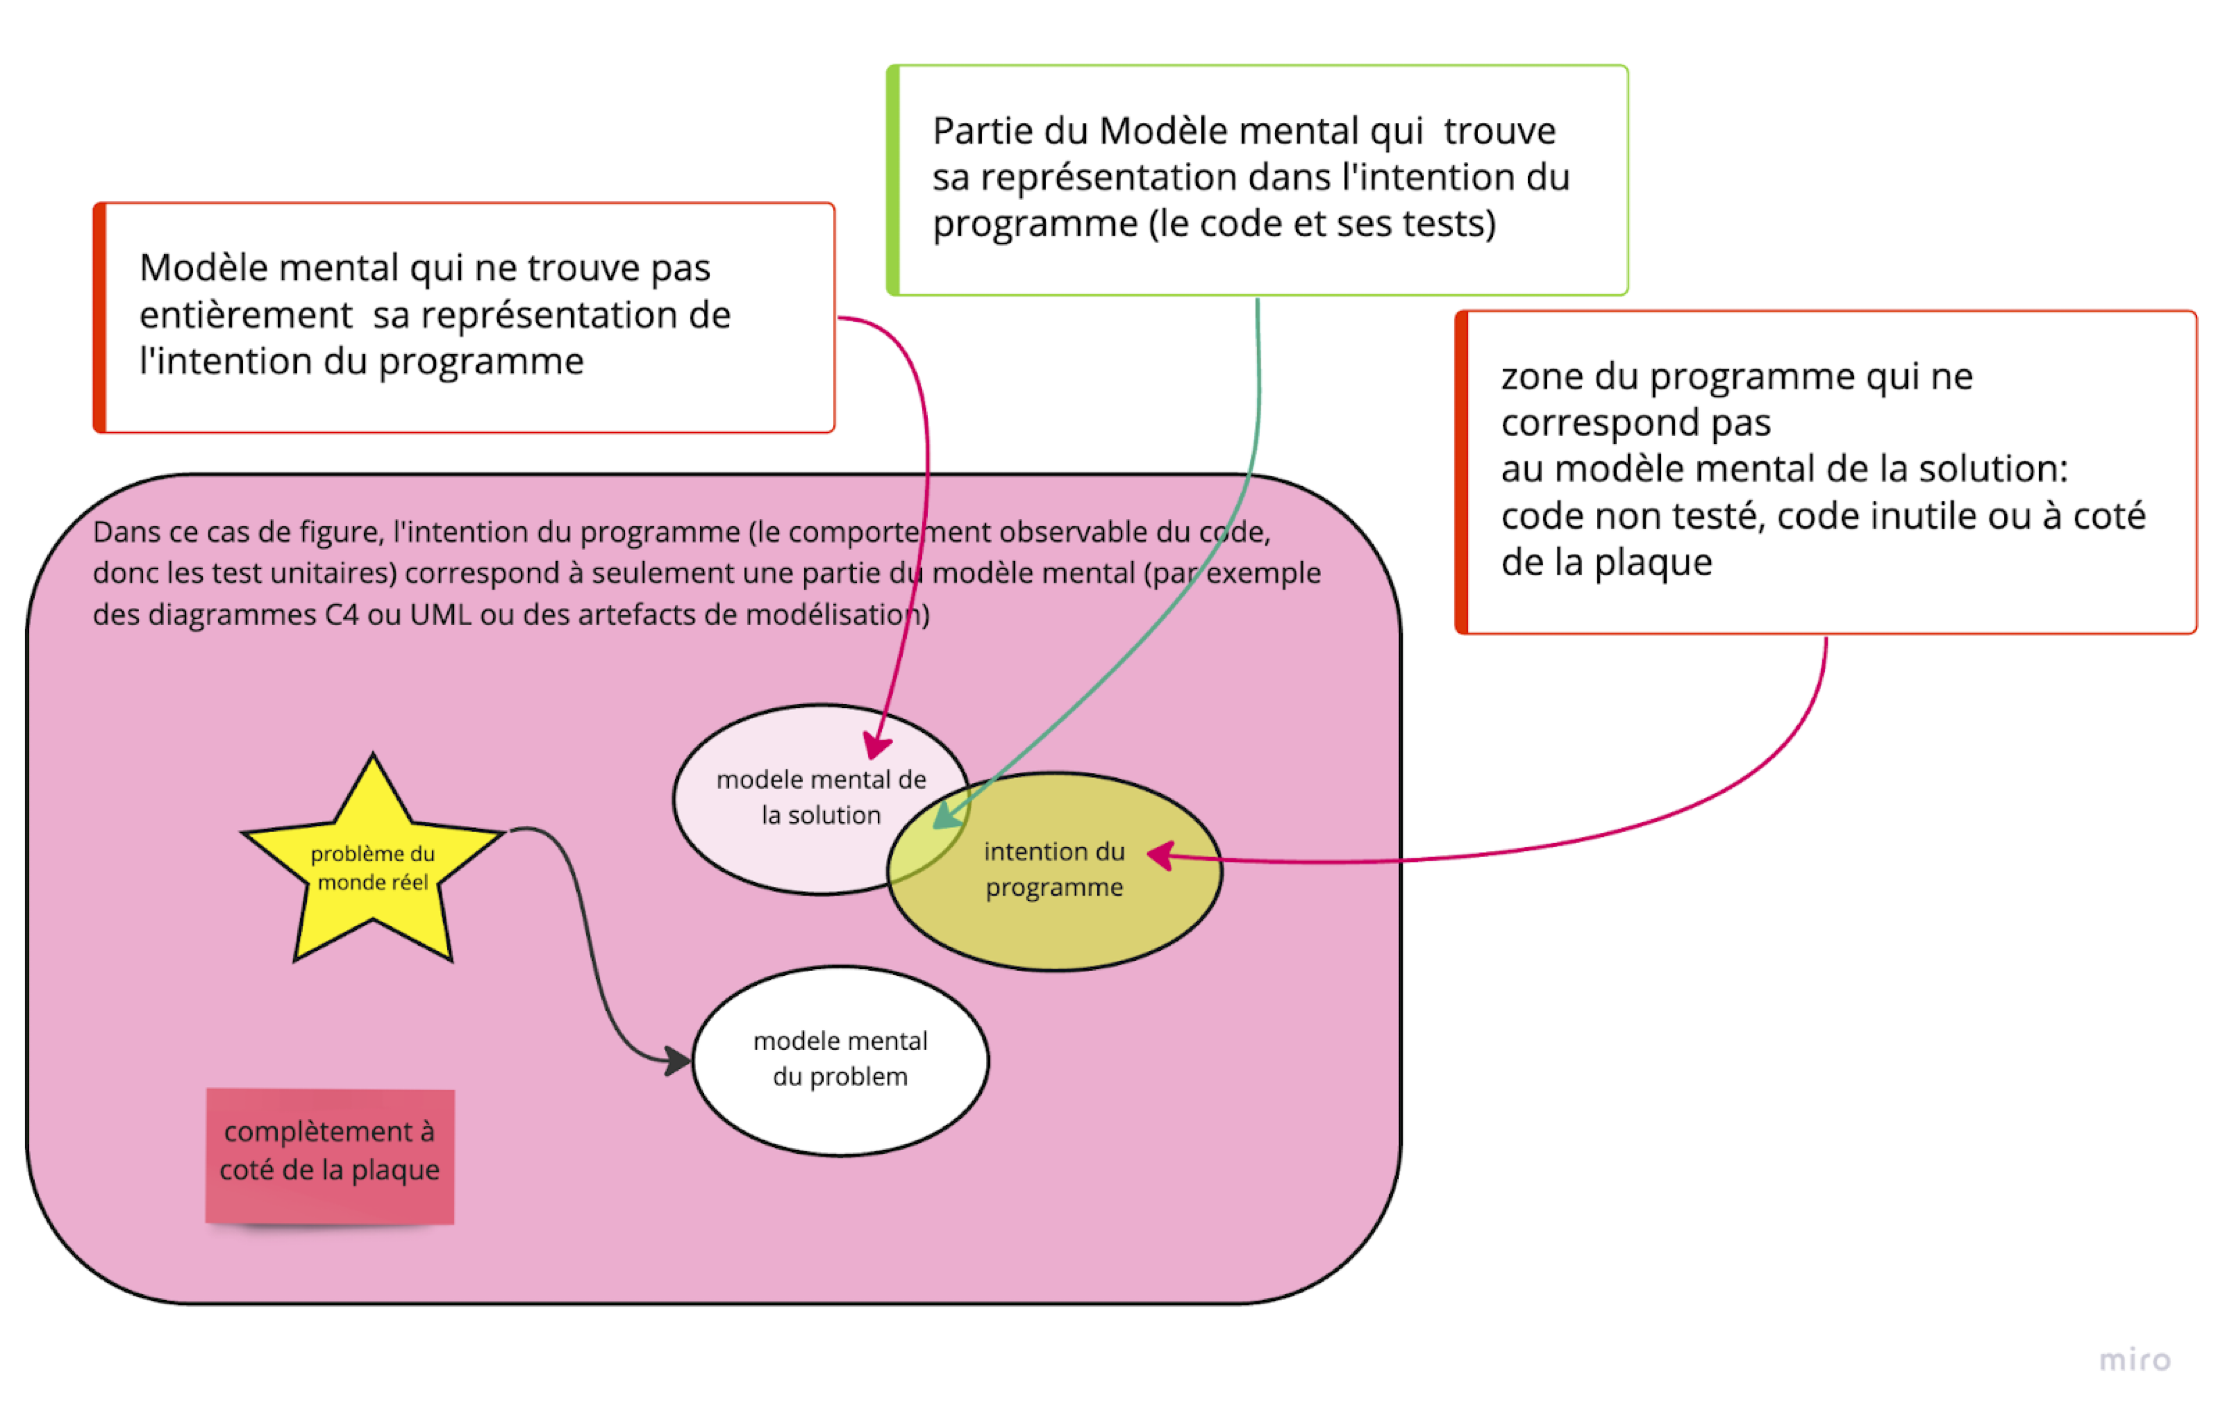 Partie du Modèle mental qui  trouve
sa représentation dans l'intention du
programme (le code et ses tests)
Modèle mental qui ne trouve pas
entièrement  sa représentation de
l'intention du programme
zone du programme qui ne
correspond pas
au modèle mental de la solution:
code non testé, code inutile ou à coté
de la plaque
Dans ce cas de figure, l'intention du programme (le comportement observable du code,
donc les test unitaires) correspond à seulement une partie du modèle mental (par exemple
des diagrammes C4 ou UML ou des artefacts de modélisation)
modele mental de
la solution
problème du
monde réel
intention du
programme
modele mental
du problem
complètement à
coté de la plaque
miro